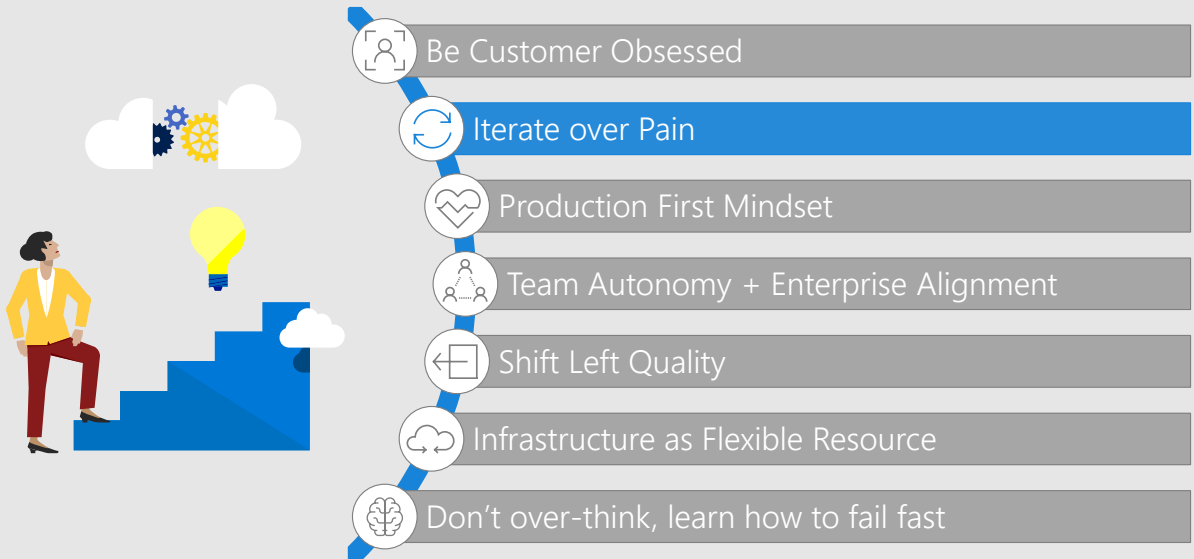 Be Customer Obsessed
Iterate over Pain
Production First Mindset
Team Autonomy + Enterprise Alignment
Shift Left Quality
Infrastructure as Flexible Resource
Don’t over-think, learn how to fail fast